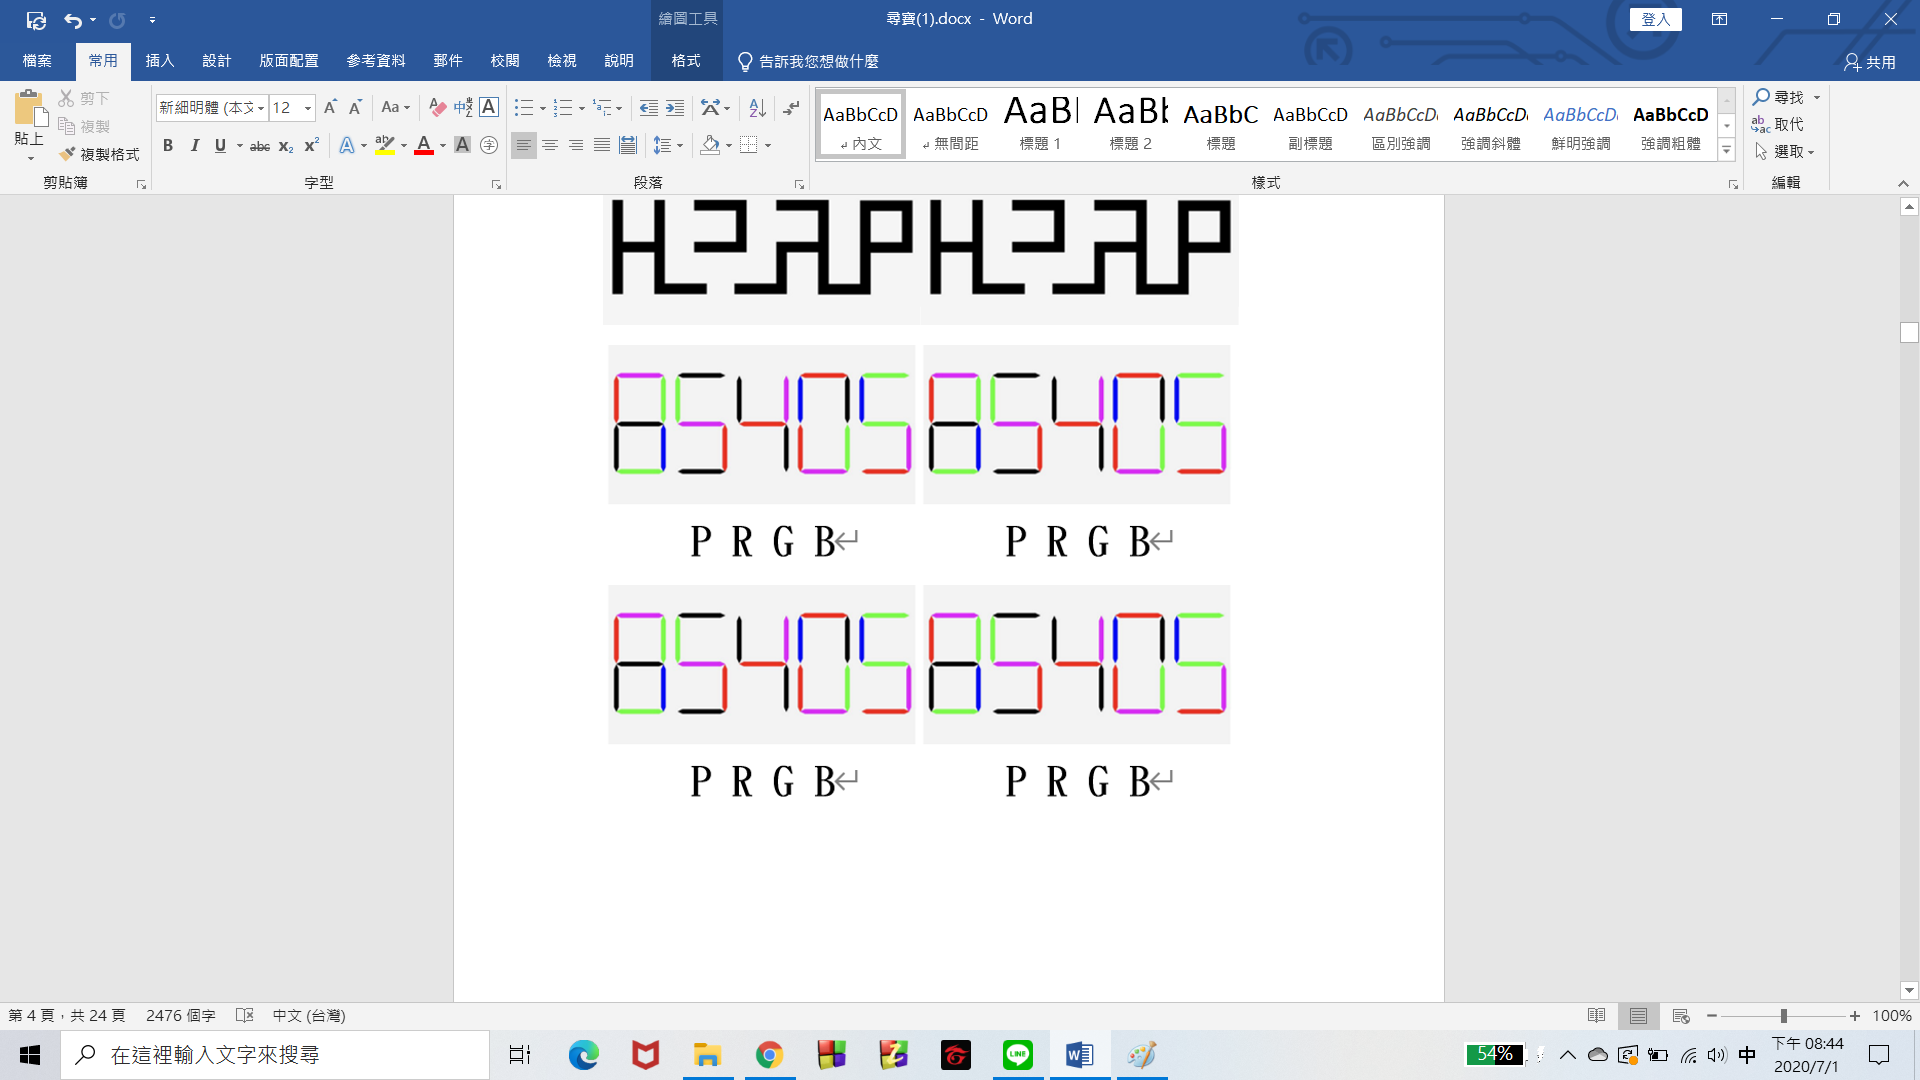 尋寶(1).docx - Word
繪圖工具
登入
檔案 常用 插入 設計 版面配置 參考資料 郵件 校閱 檢視 說明 格式 告訴我您想做什麼 共用
貼上 剪下 複製 複製格式
新細明體 (本文 12
AaBbCcD AaBbCcD AaBl AaBb AaBbC AaBbCcD AaBbCcD AaBbCcD AaBbCcD AaBbCcD
內文 無間距 標題 1 標題 2 標題 副標題 區別強調 強調斜體 鮮明強調 強調粗體
尋找
取代
選取
剪貼簿 字型 段落 樣式 編輯
85405 85405
P R G B P R G B
85405 85405
P R G B P R G B
第 4 頁，共 24 頁 2476 個字 中文 (台灣) 100%
在這裡輸入文字來搜尋
LINE
54%
中
下午 08:44
2020/7/1